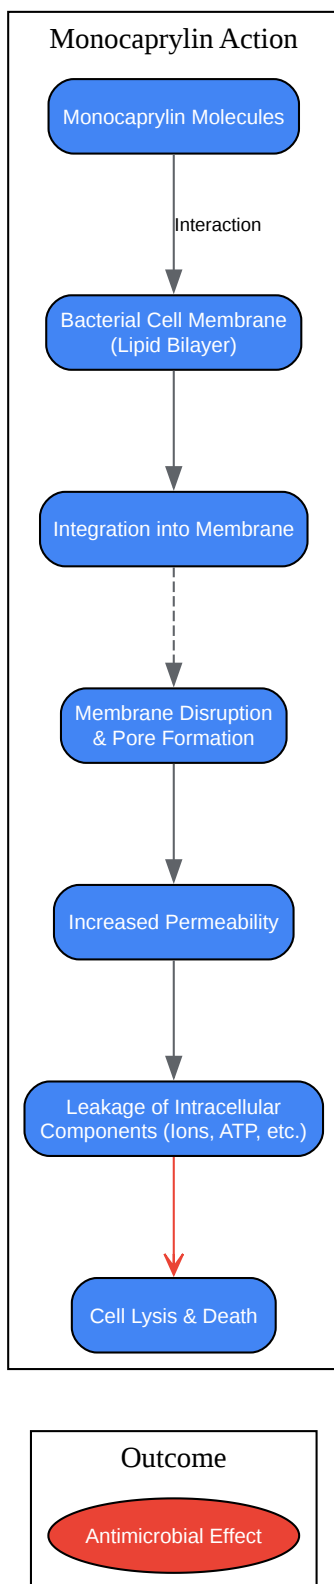 Monocaprylin Action
Monocaprylin Molecules
Interaction
Bacterial Cell Membrane
(Lipid Bilayer)
Integration into Membrane
Membrane Disruption
& Pore Formation
Increased Permeability
Leakage of Intracellular
Components (Ions, ATP, etc.)
Cell Lysis & Death
Outcome
Antimicrobial Effect